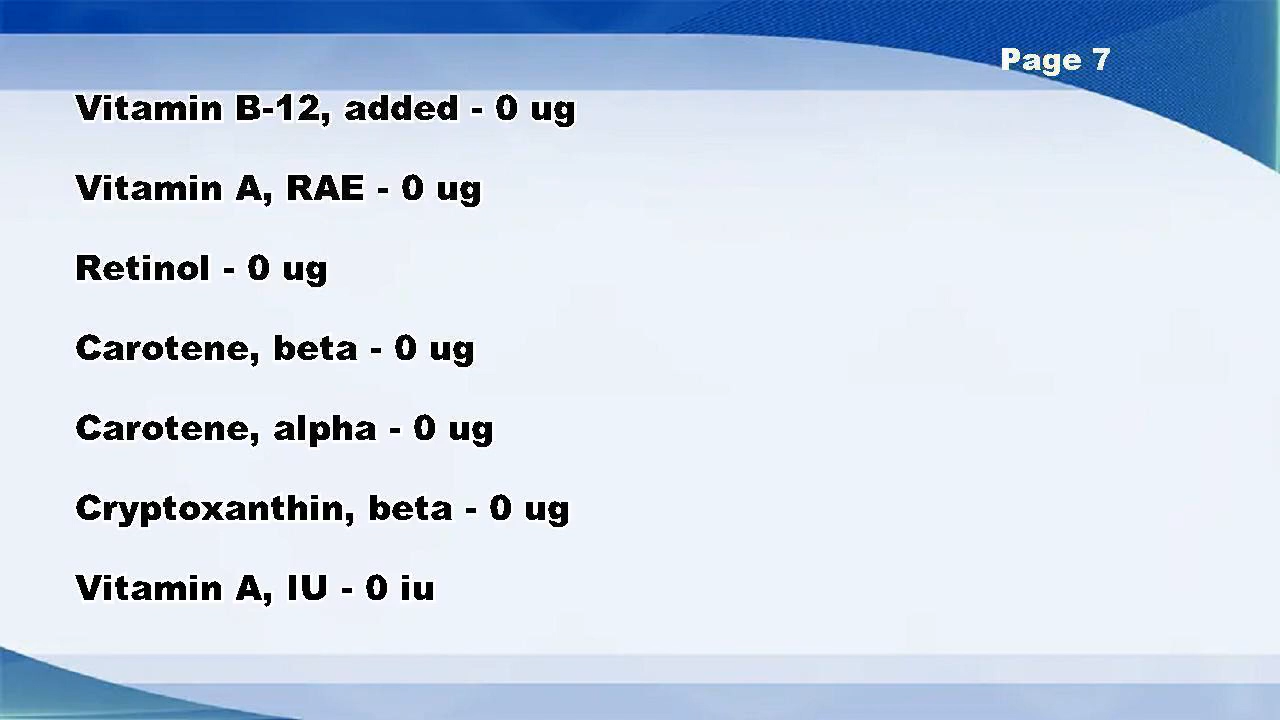 Page 7
Vitamin B-12, added - 0 ug
Vitamin A, RAE - 0 ug
Retinol - 0 ug
Carotene, beta - 0 ug
Carotene, alpha - 0 ug
Cryptoxanthin, beta - 0 ug
Vitamin A, IU - 0 iu